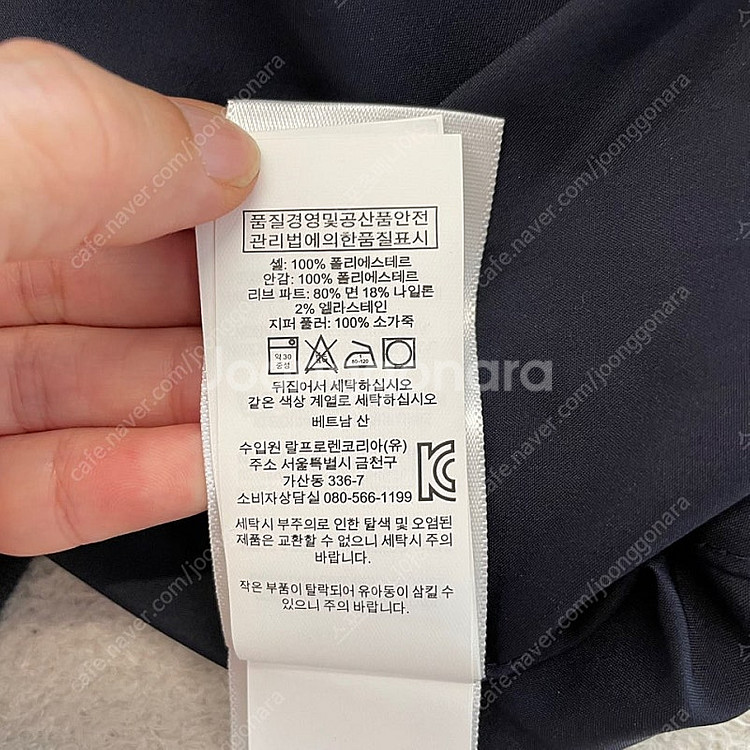 품질경영및공산품안전
관리법에의한품질표시
셸: 100% 폴리에스테르
안감: 100% 폴리에스테르
리브 파트: 80% 면 18% 나일론
2% 엘라스테인
지퍼 풀러: 100% 소가죽
약 30
중성
80-120
뒤집어서 세탁하십시오
같은 색상 계열로 세탁하십시오
베트남 산
수입원 랄프로렌코리아(유)
주소 서울특별시 금천구
가산동 336-7
소비자상담실 080-566-1199
세탁시 부주의로 인한 탈색 및 오염된
제품은 교환할 수 없으니 세탁시 주의
바랍니다.
작은 부품이 탈락되어 유아동이 삼킬 수
있으니 주의 바랍니다.
Joonggonara
cafe.naver.com/joonggonara